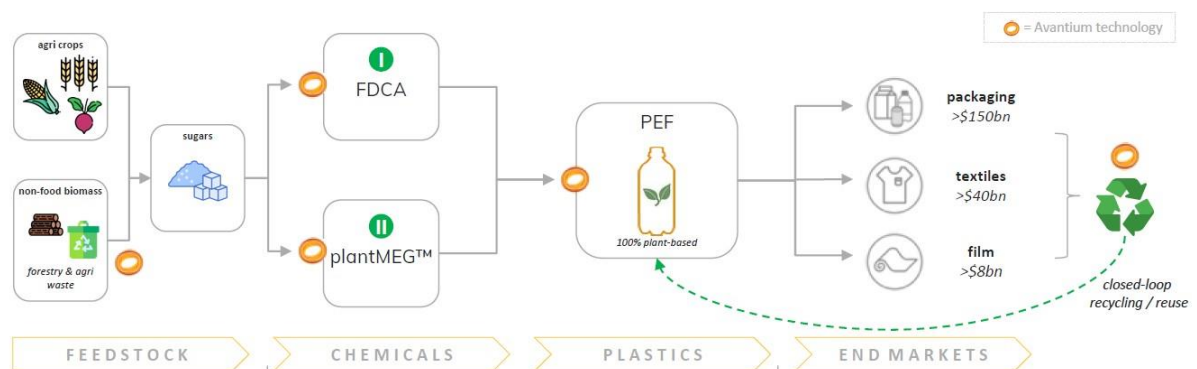 = Avantium technology
agri crops
non-food biomass
forestry & agri
waste
sugars
I
FDCA
II
plantMEG™
PEF
100% plant-based
packaging
>$150bn
textiles
>$40bn
film
>$8bn
closed-loop
recycling / reuse
FEEDSTOCK
CHEMICALS
PLASTICS
END MARKETS